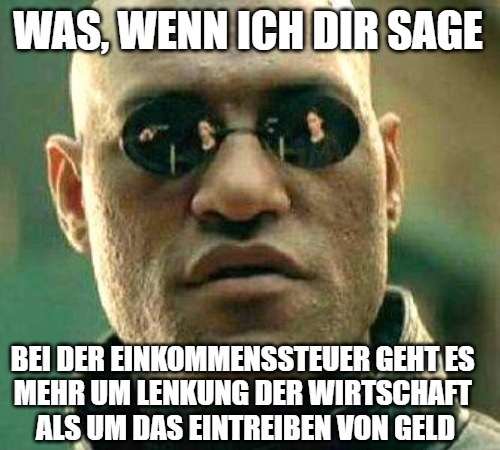 WAS, WENN ICH DIR SAGE
BEI DER EINKOMMENSSTEUER GEHT ES
MEHR UM LENKUNG DER WIRTSCHAFT
ALS UM DAS EINTREIBEN VON GELD